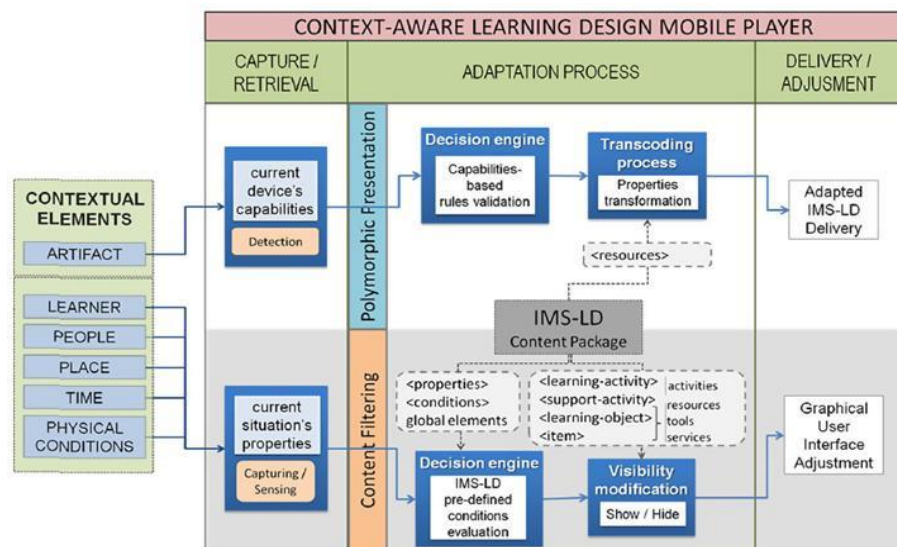 CONTEXT-AWARE LEARNING DESIGN MOBILE PLAYER
CAPTURE /
RETRIEVAL
ADAPTATION PROCESS
DELIVERY /
ADJUSMENT
CONTEXTUAL
ELEMENTS
ARTIFACT
LEARNER
PEOPLE
PLACE
TIME
PHYSICAL
CONDITIONS
current
device's
capabilities
Detection
Polymorphic Presentation
Decision engine
Capabilities-
based
rules validation
Transcoding
process
Properties
transformation
<resources>
Adapted
IMS-LD
Delivery
IMS-LD
Content Package
current
situation's
properties
Capturing /
Sensing
Content Filtering
<properties>
<conditions>
global elements
<learning-activity>
<support-activity>
<learning-object>
<item>
activities
resources
tools
services
Decision engine
IMS-LD
pre-defined
conditions
evaluation
Visibility
modification
Show / Hide
Graphical
User
Interface
Adjustment